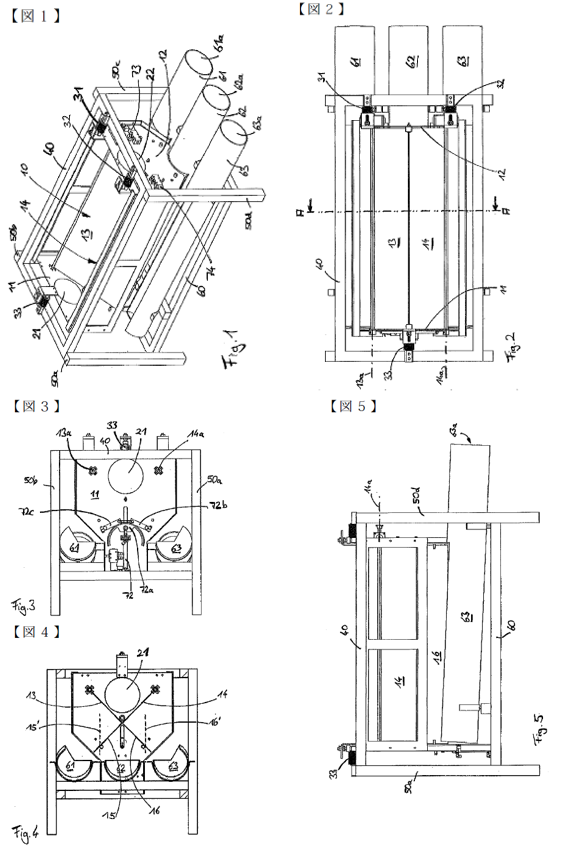 【図1】
50c 73 22 12 61a 61
31 62a
32 62
40 63a
10 63
14
13 50d
50b 74
11 60
33
21
50a
Fig. 1
【図2】
61 62 63
31 32
12
A A
13 14
40
11
33
13a 14a
Fig. 2
【図3】
33 21
13a 14a
40
50b 50a
11
72c 72b
61 63
72 72a
Fig. 3
【図4】
21
13 14
15' 16'
61 62 63
15 16
Fig. 4
【図5】
63a
14a 50d
63
40 14 16 60
33
50a
Fig. 5